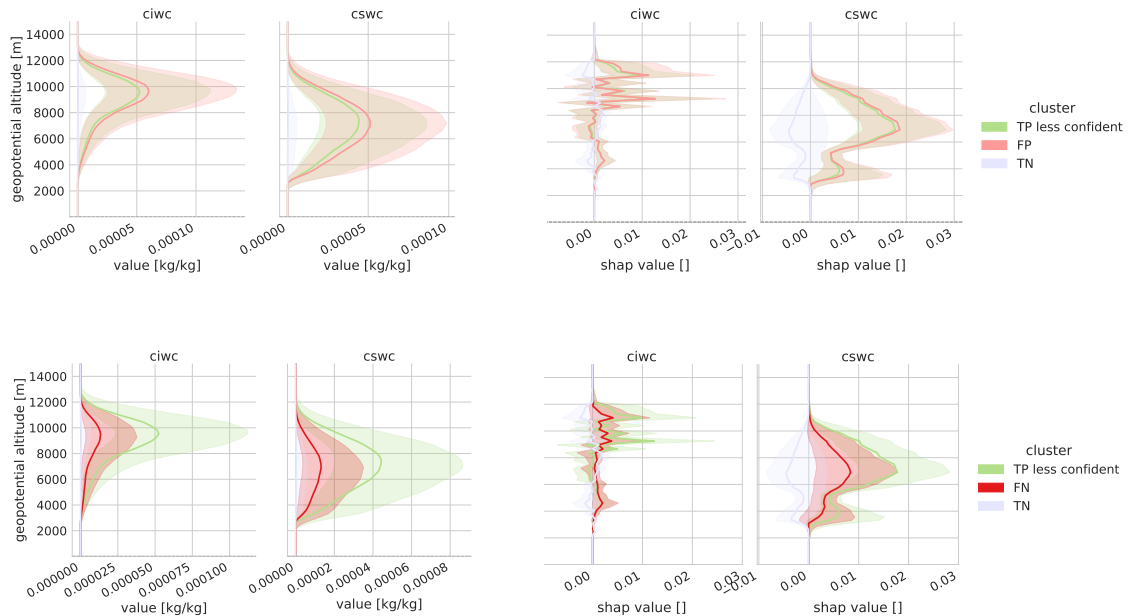 ciwc
cswc
ciwc
cswc
14000
12000
10000
8000
6000
4000
2000
geopotential altitude [m]
0.00000
0.00005
0.00010
value [kg/kg]
0.00000
0.00005
0.00010
value [kg/kg]
0.00
0.01
0.02
0.03
shap value []
−0.01
0.00
0.01
0.02
0.03
shap value []
cluster
TP less confident
FP
TN
ciwc
cswc
ciwc
cswc
14000
12000
10000
8000
6000
4000
2000
geopotential altitude [m]
0.000000
0.000025
0.000050
0.000075
0.000100
value [kg/kg]
0.00000
0.00002
0.00004
0.00006
0.00008
value [kg/kg]
0.00
0.01
0.02
shap value []
0.00
0.01
0.02
0.03
shap value []
cluster
TP less confident
FN
TN